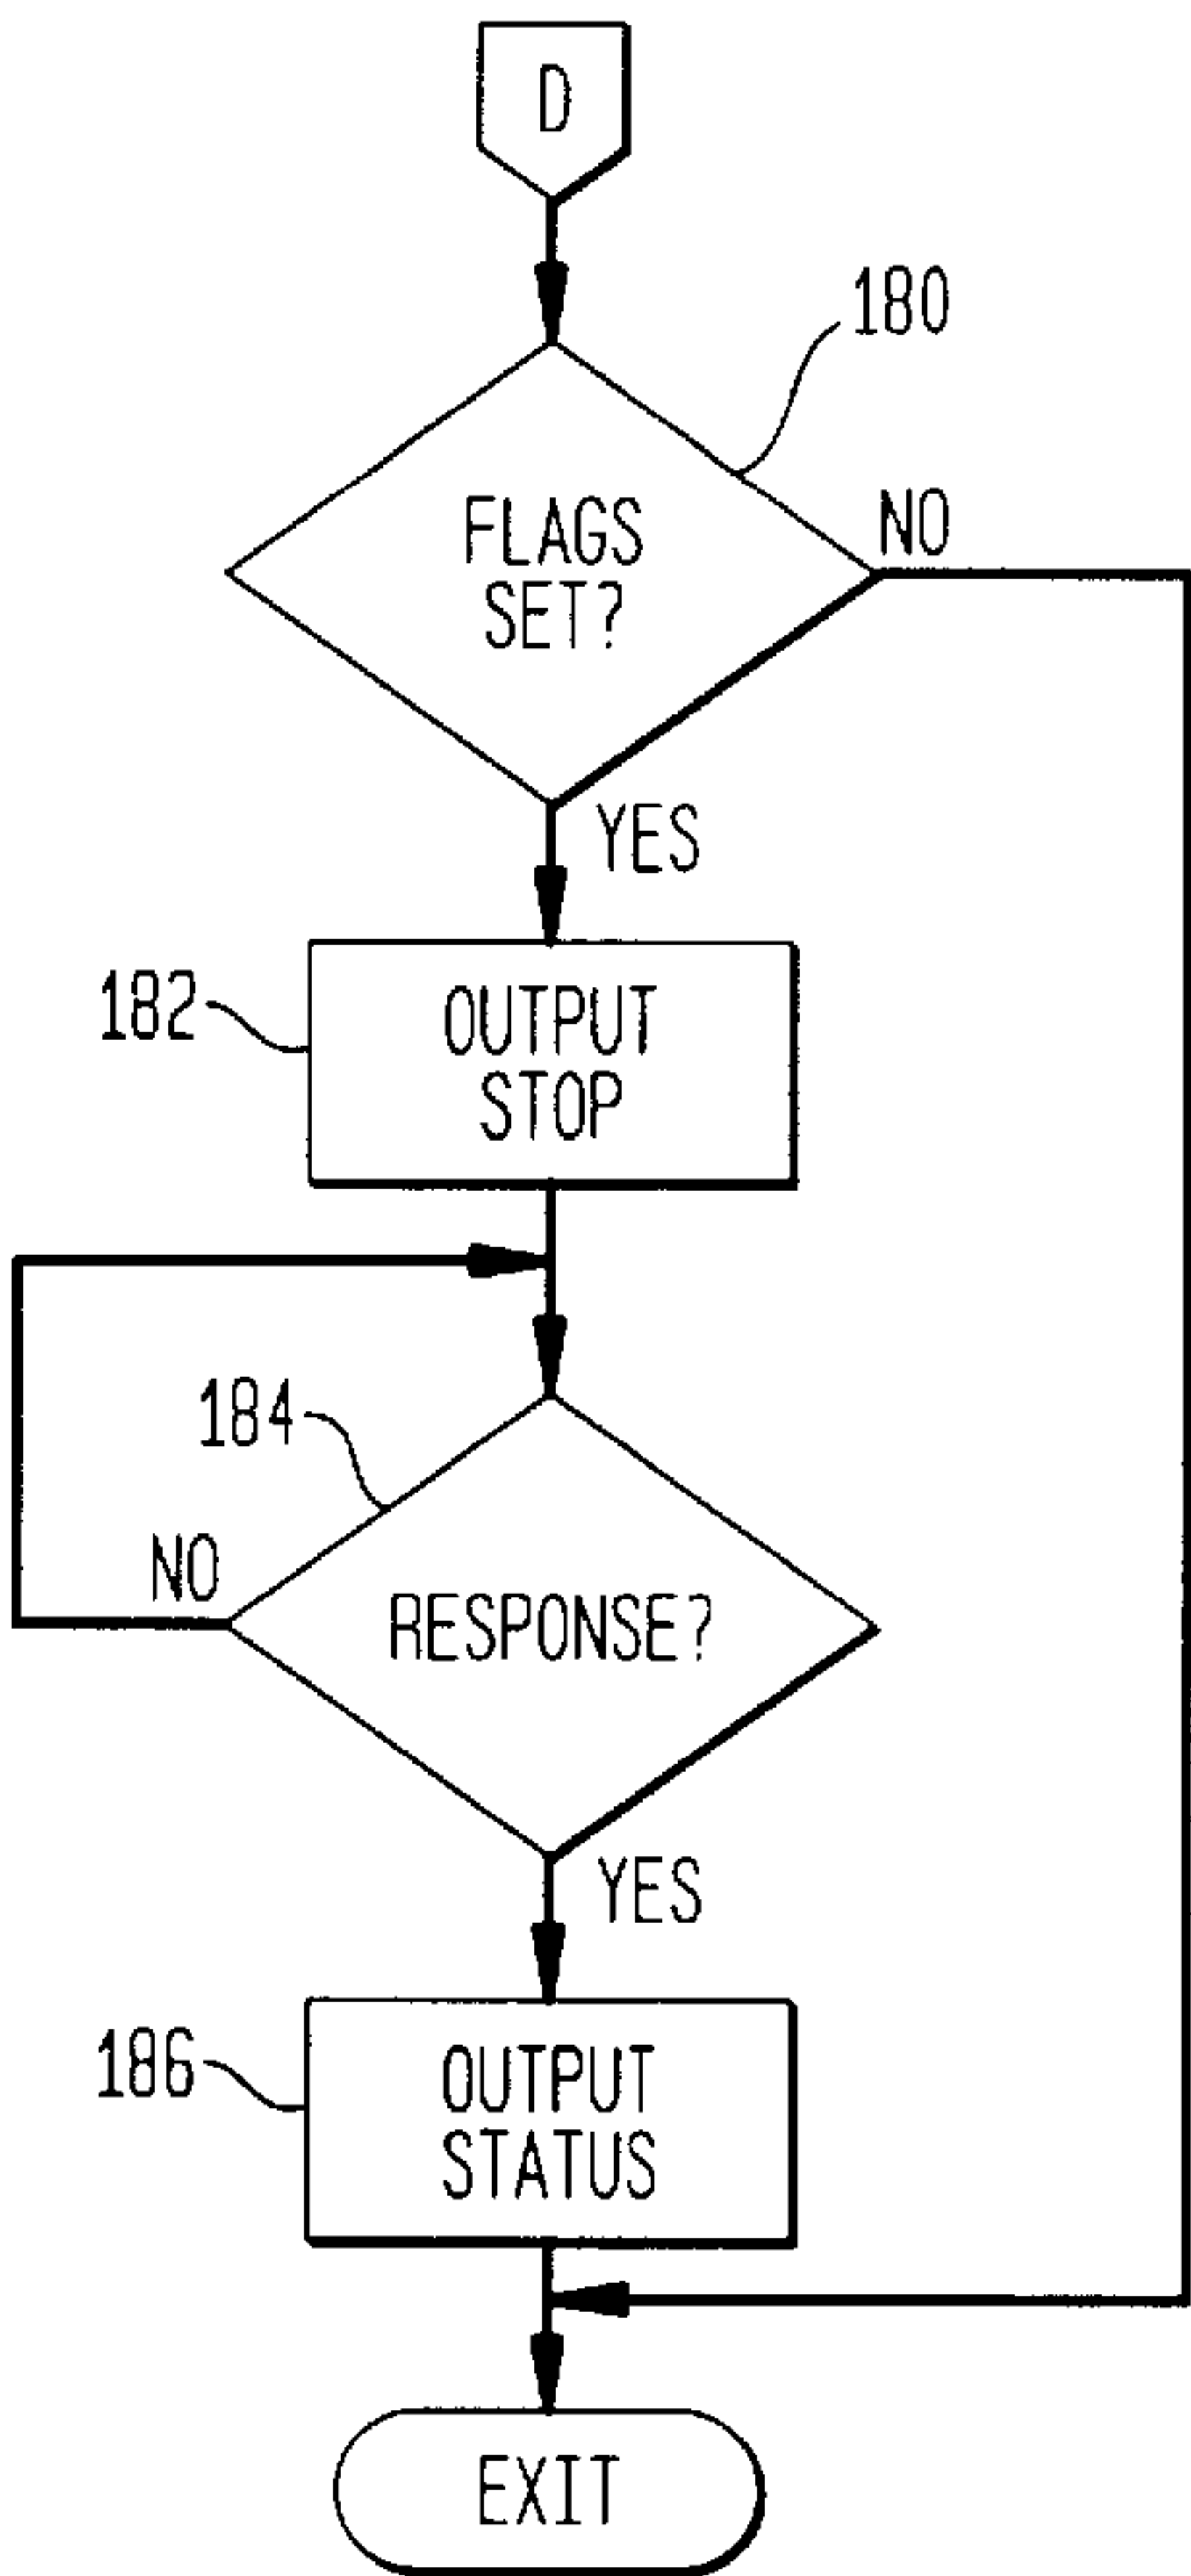 D
180
FLAGS
SET?
NO
YES
182
OUTPUT
STOP
184
NO
RESPONSE?
YES
186
OUTPUT
STATUS
EXIT